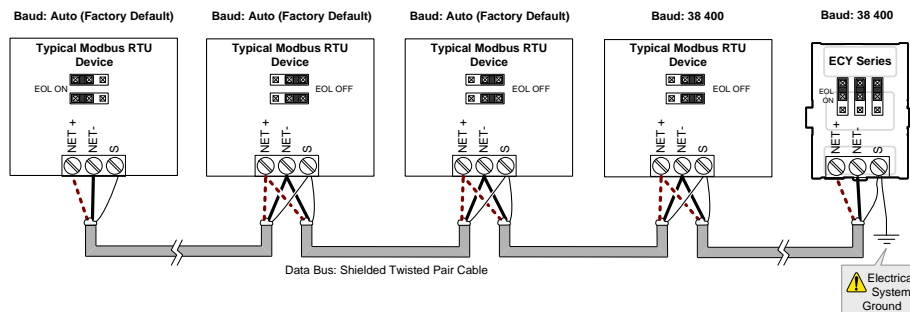 Baud: Auto (Factory Default)
Baud: Auto (Factory Default)
Baud: Auto (Factory Default)
Baud: 38 400
Baud: 38 400
Typical Modbus RTU
Device
EOL ON
NET +
NET-
S
Typical Modbus RTU
Device
EOL OFF
NET +
NET-
S
Typical Modbus RTU
Device
EOL OFF
NET +
NET-
S
Typical Modbus RTU
Device
EOL OFF
NET +
NET-
S
ECY Series
EOL
ON
NET +
NET-
S
Data Bus: Shielded Twisted Pair Cable
Electrica
System
Ground